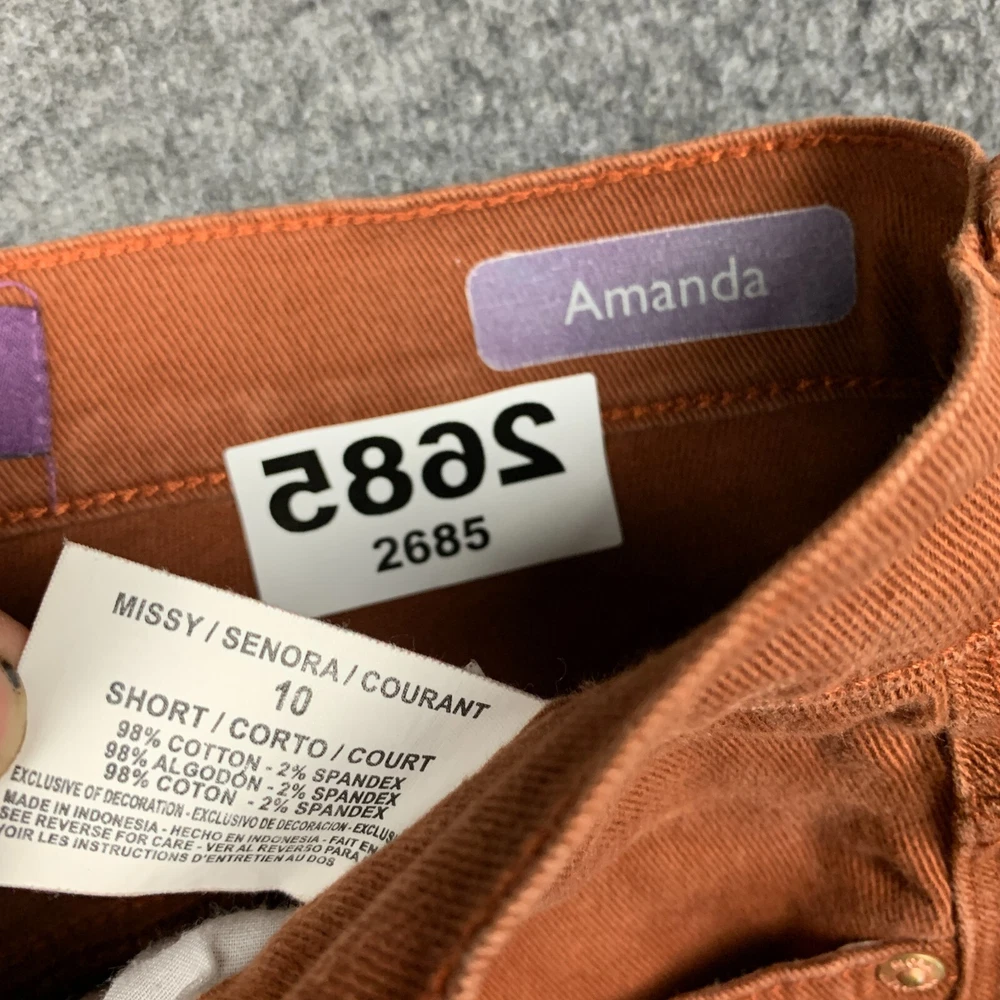 Amanda
2685
2685
MISSY / SENORA / COURANT
10
SHORT / CORTO / COURT
98% COTTON - 2% SPANDEX
98% ALGODÓN - 2% SPANDEX
98% COTON - 2% SPANDEX
EXCLUSIVE OF DECORATION - EXCLUSIVO DE DECORACION - EXCLUS
MADE IN INDONESIA - HECHO EN INDONESIA - FAIT EN
SEE REVERSE FOR CARE - VER AL REVERSO PARA
VOIR LES INSTRUCTIONS D'ENTRETIEN AU DOS